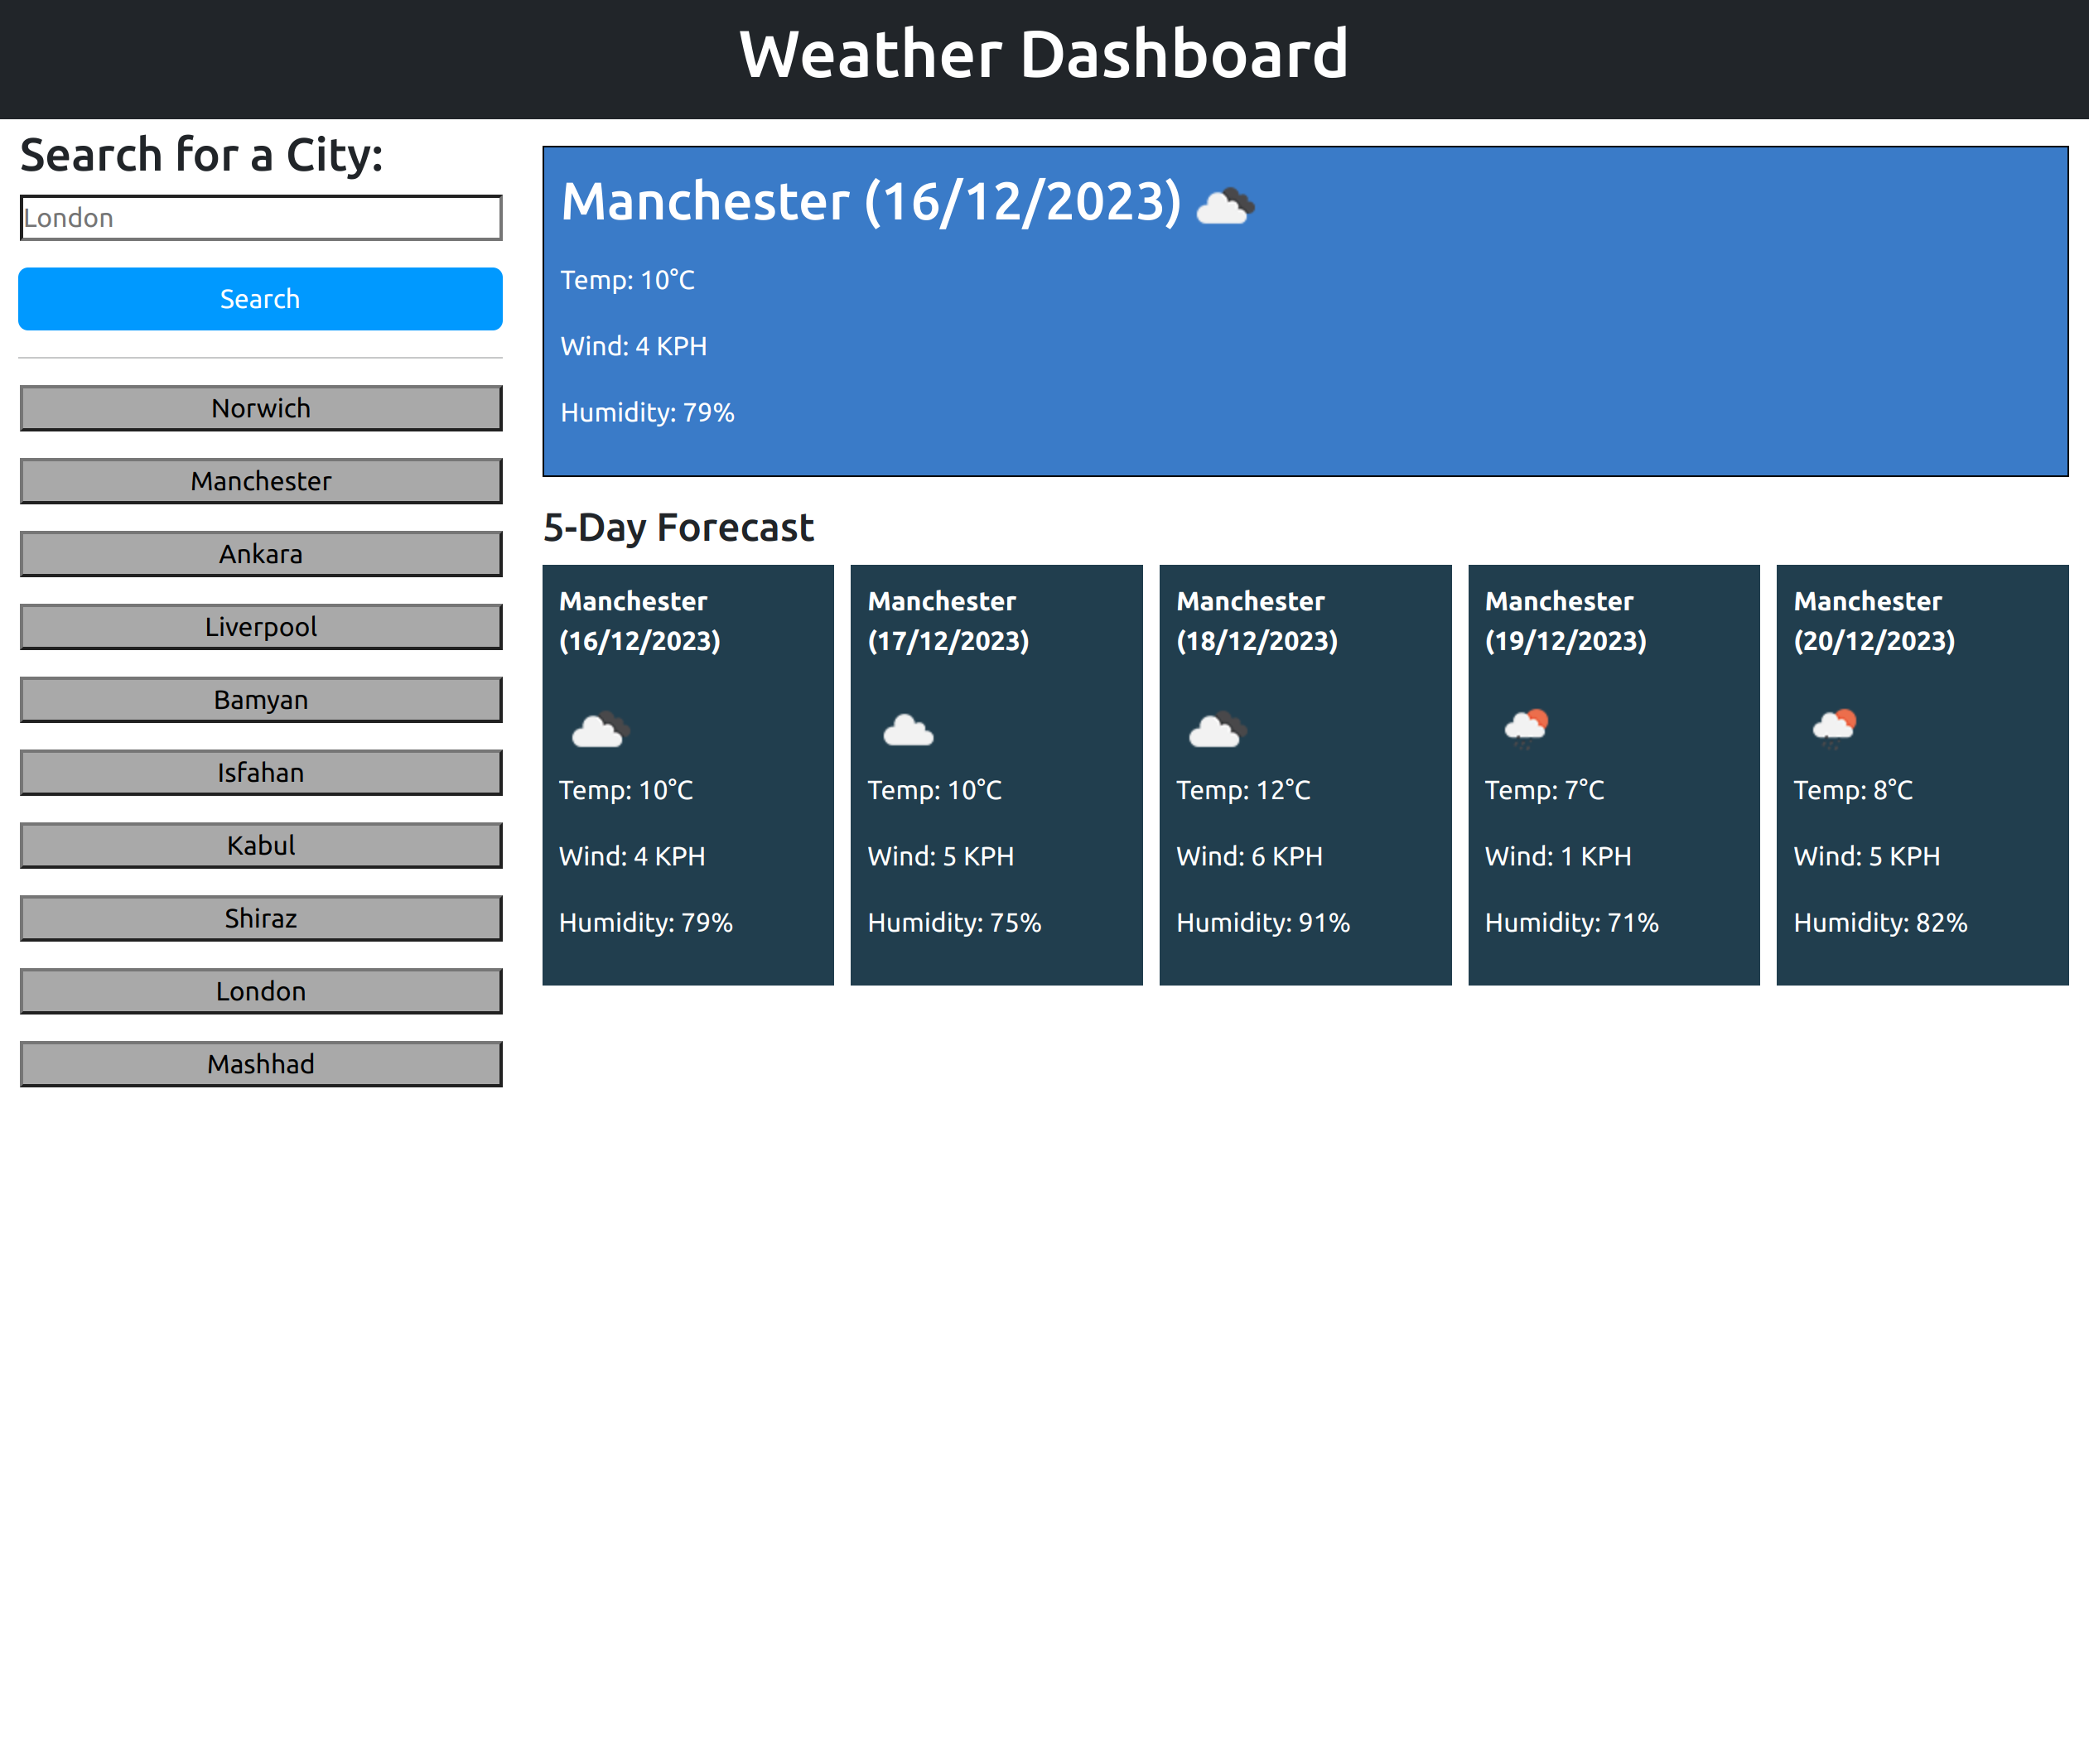 Weather Dashboard
Search for a City:
London
Search
Norwich
Manchester
Ankara
Liverpool
Bamyan
Isfahan
Kabul
Shiraz
London
Mashhad
Manchester (16/12/2023)
Temp: 10°C
Wind: 4 KPH
Humidity: 79%
5-Day Forecast
Manchester
(16/12/2023)
Temp: 10°C
Wind: 4 KPH
Humidity: 79%
Manchester
(17/12/2023)
Temp: 10°C
Wind: 5 KPH
Humidity: 75%
Manchester
(18/12/2023)
Temp: 12°C
Wind: 6 KPH
Humidity: 91%
Manchester
(19/12/2023)
Temp: 7°C
Wind: 1 KPH
Humidity: 71%
Manchester
(20/12/2023)
Temp: 8°C
Wind: 5 KPH
Humidity: 82%